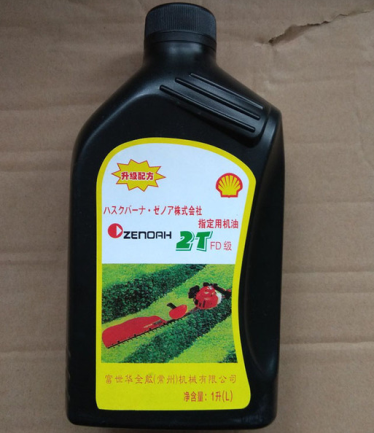 升级配方
ハスクバーナ・ゼノア株式会社
指定用机油
ZENOAH 2T FD级
富世华全能(常州)机械有限公司
净含量: 1升(L)